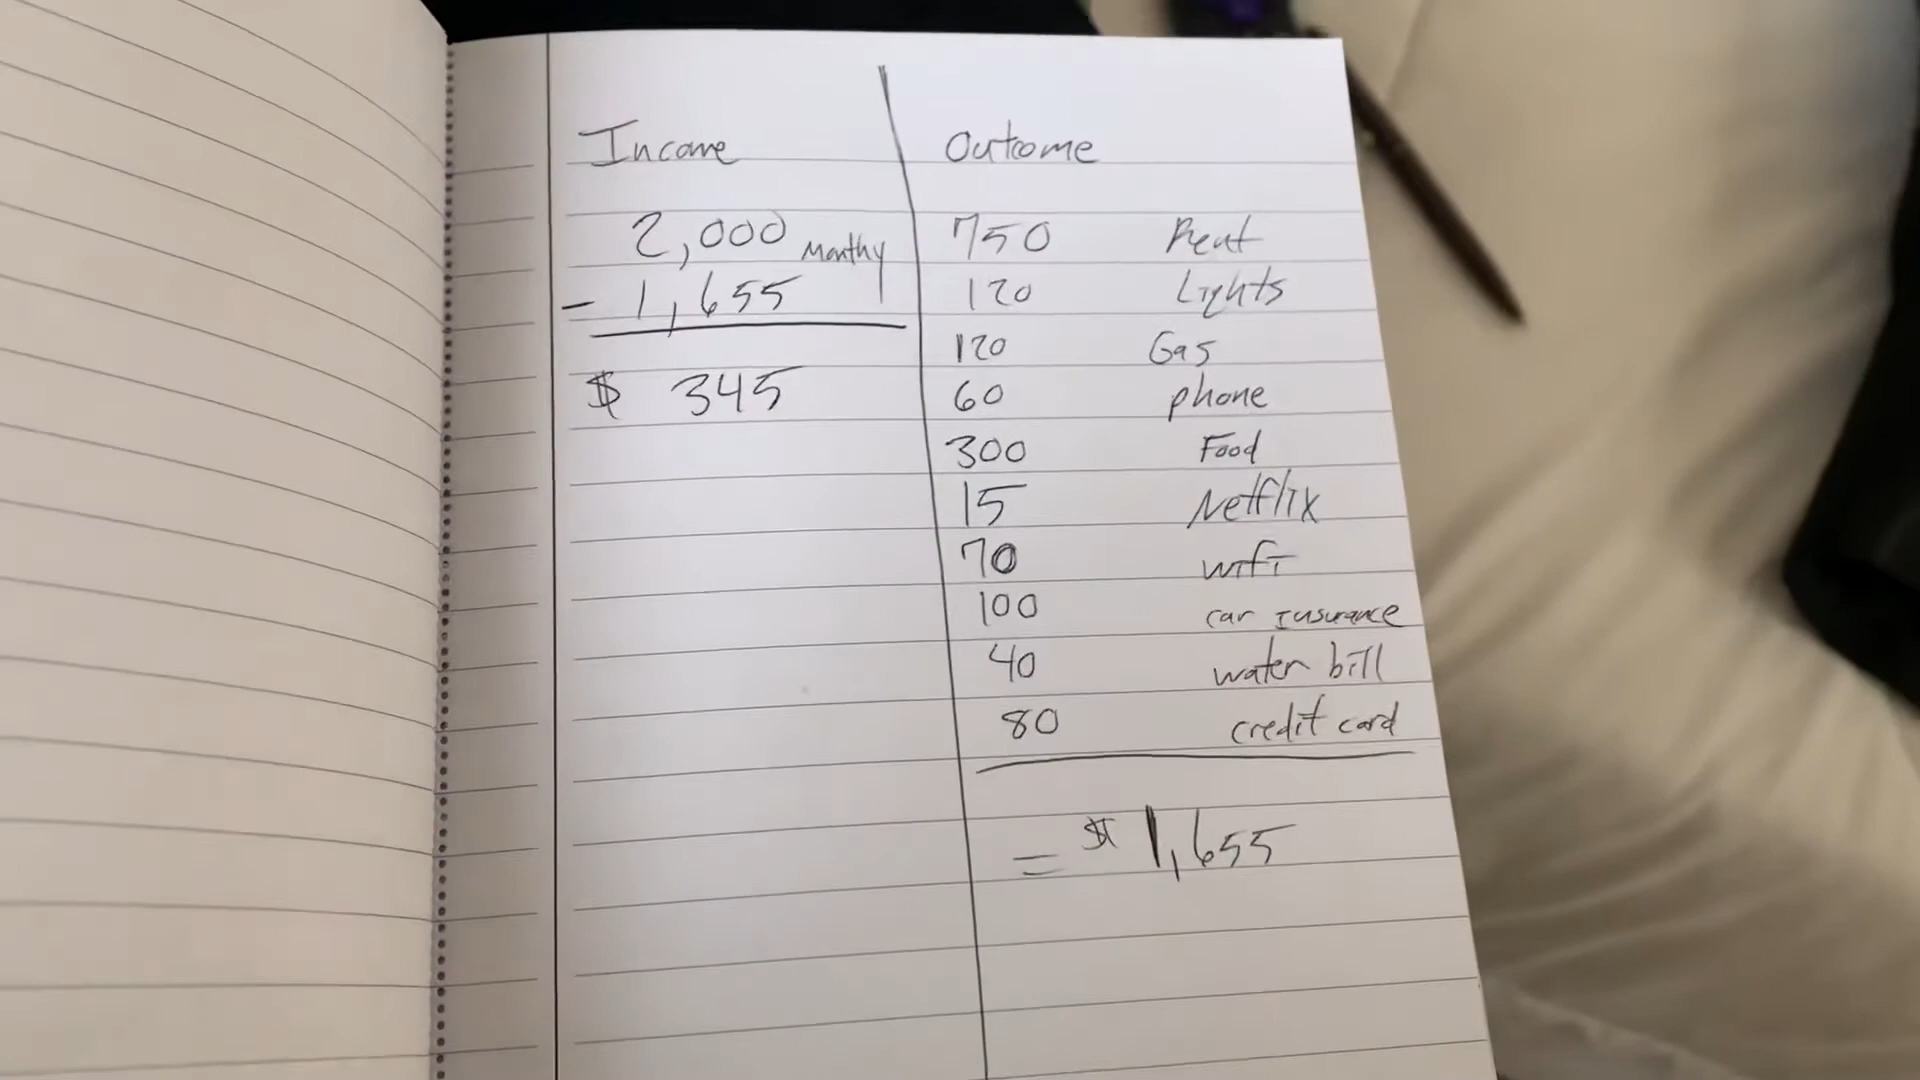 Income
2,000 Monthy
- 1,655
$ 345
Outcome
750 Rent
120 Lights
120 Gas
60 phone
300 Food
15 Netflix
70 wifi
100 car insurance
40 water bill
80 credit card
= $ 1,655